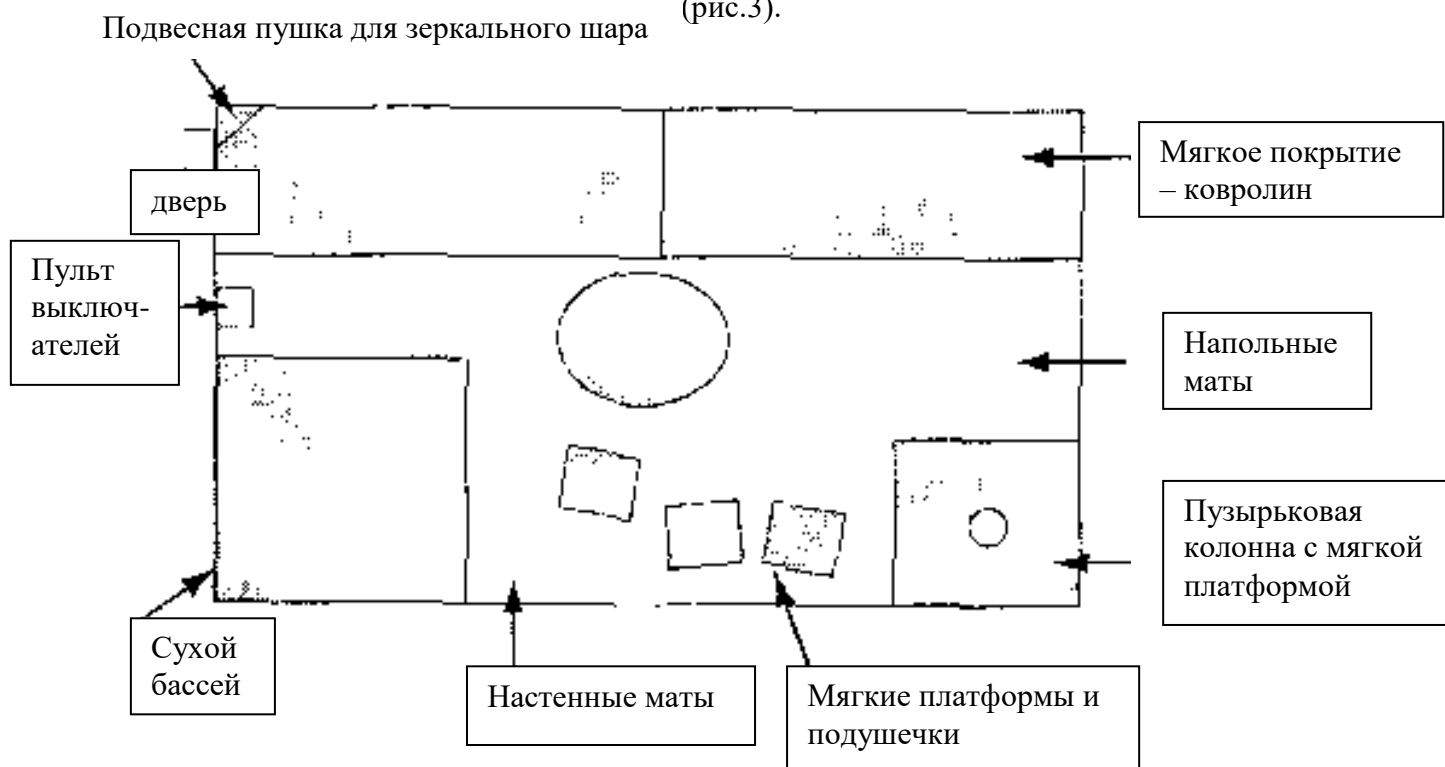 (рис.3).
Подвесная пушка для зеркального шара
Мягкое покрытие
– ковролин
дверь
Пульт
выключ-
ателей
Напольные
маты
Пузырьковая
колонна с мягкой
платформой
Сухой
бассей
Настенные маты
Мягкие платформы и
подушечки